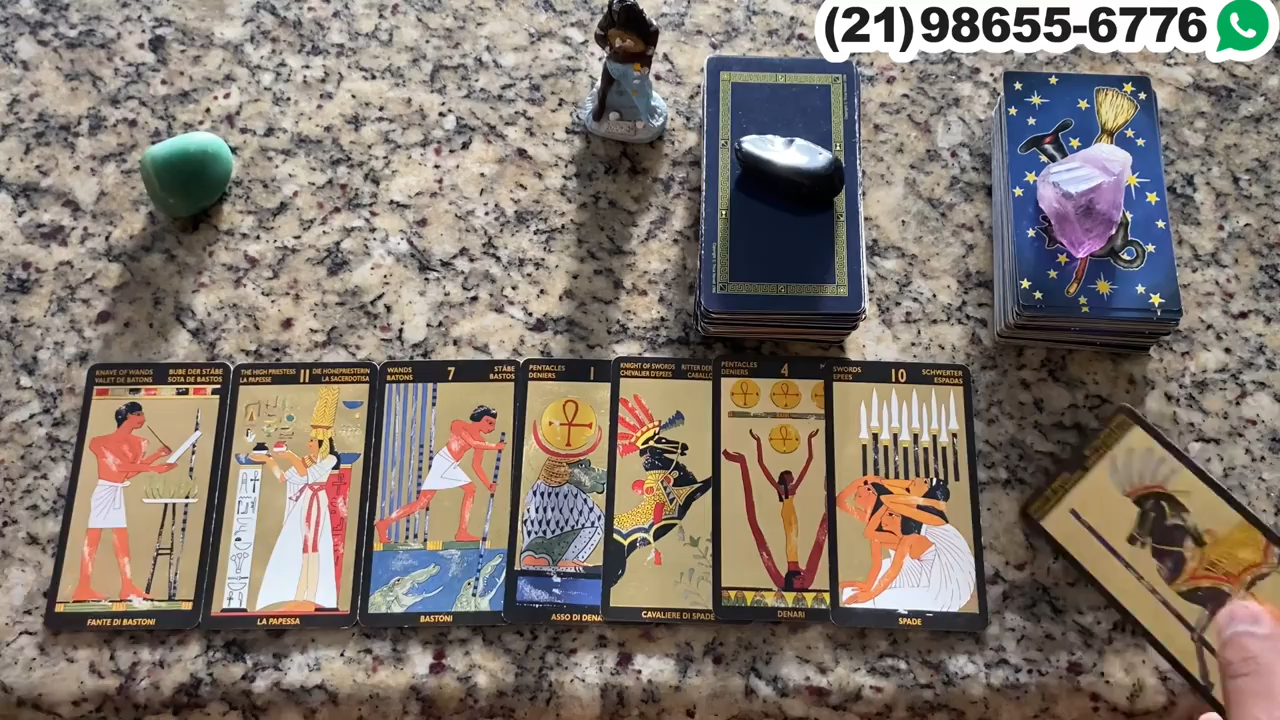 (21)98655-6776
KNAVE OF WANDS BUBE DER STÄBE
VALET DE BATONS SOTA DE BASTOS
FANTE DI BASTONI
THE HIGH PRIESTESS II DIE HOHEPRIESTERIN
LA PAPESSE LA SACERDOTISA
LA PAPESSA
WANDS 7 STÄBE
BATONS BASTOS
BASTONI
PENTACLES I
DENIERS
ASSO DI DENA
KNIGHT OF SWORDS RITTER DER
CHEVALIER D'EPEES CABALLO
CAVALIERE DI SPADE
PENTACLES 4
DENIERS
DENARI
SWORDS 10 SCHWERTER
EPEES ESPADAS
SPADE